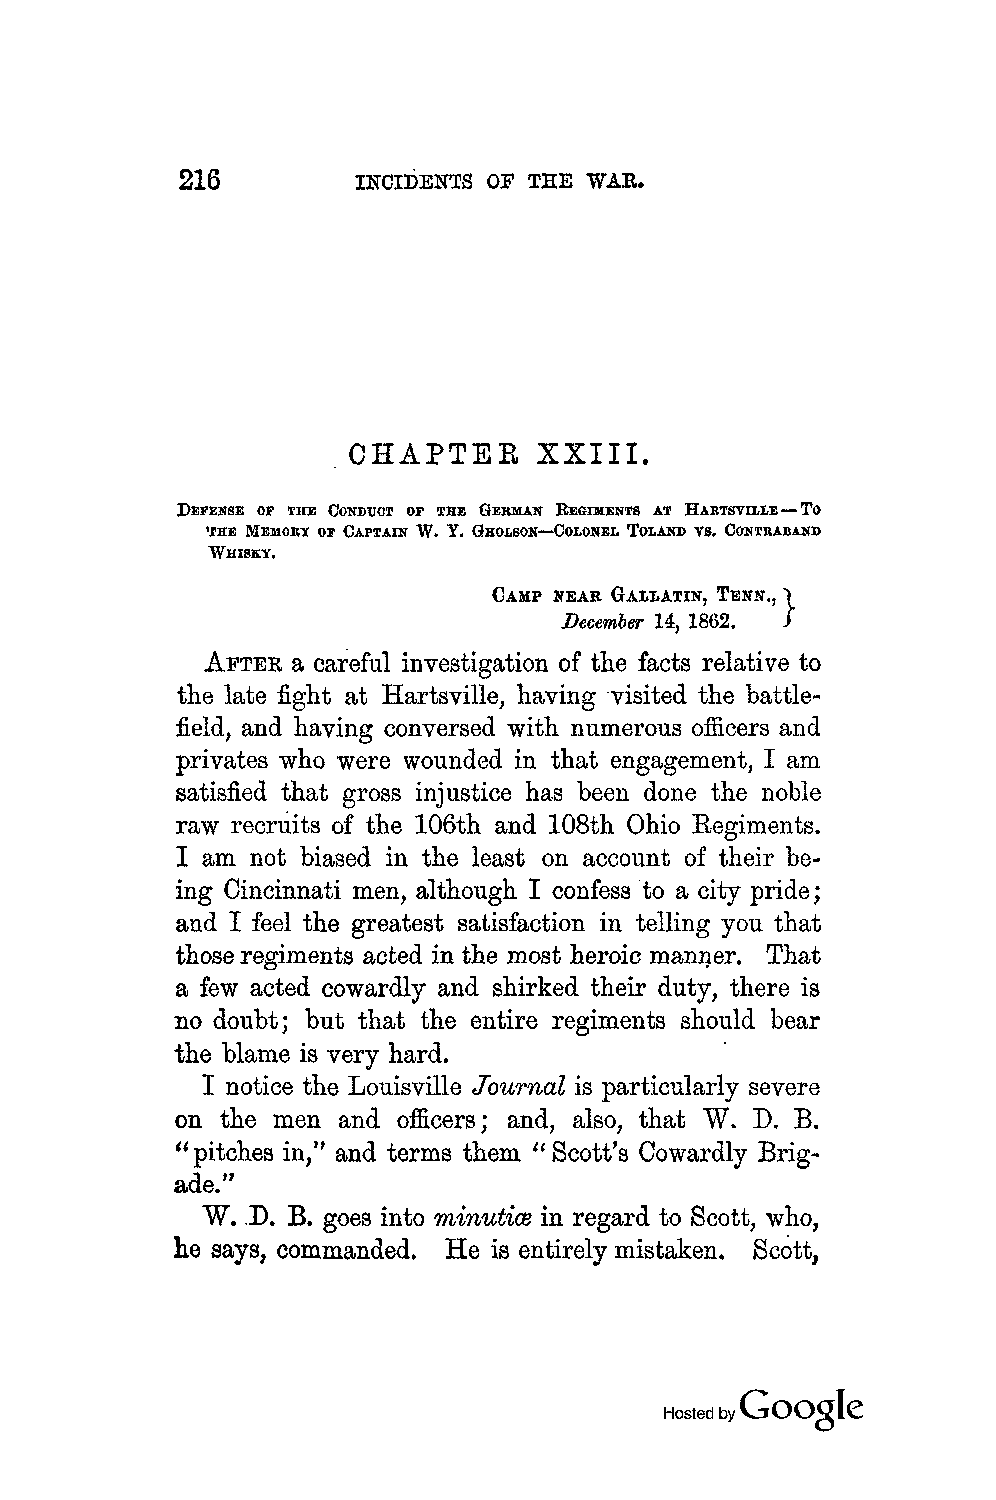 216 INCIDENTS OF THE WAR.
CHAPTER XXIII.
DEFENSE OF THE CONDUCT OF THE GERMAN REGIMENTS AT HARTSVILLE—TO
THE MEMORY OF CAPTAIN W. Y. GHOLSON—COLONEL TOLAND VS. CONTRABAND
WHISKY.
CAMP NEAR GALLATIN, TENN., }
December 14, 1862.
AFTER a careful investigation of the facts relative to
the late fight at Hartsville, having visited the battle-
field, and having conversed with numerous officers and
privates who were wounded in that engagement, I am
satisfied that gross injustice has been done the noble
raw recruits of the 106th and 108th Ohio Regiments.
I am not biased in the least on account of their be-
ing Cincinnati men, although I confess to a city pride;
and I feel the greatest satisfaction in telling you that
those regiments acted in the most heroic manner. That
a few acted cowardly and shirked their duty, there is
no doubt; but that the entire regiments should bear
the blame is very hard.
I notice the Louisville Journal is particularly severe
on the men and officers; and, also, that W. D. B.
"pitches in," and terms them "Scott's Cowardly Brig-
ade."
W. D. B. goes into minutiæ in regard to Scott, who,
he says, commanded. He is entirely mistaken. Scott,
Hosted by Google